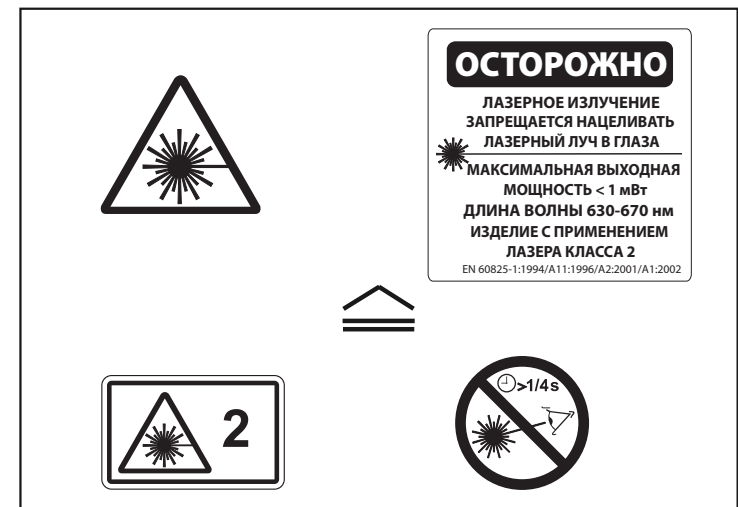 ОСТОРОЖНО
ЛАЗЕРНОЕ ИЗЛУЧЕНИЕ
ЗАПРЕЩАЕТСЯ НАЦЕЛИВАТЬ
ЛАЗЕРНЫЙ ЛУЧ В ГЛАЗА
МАКСИМАЛЬНАЯ ВЫХОДНАЯ
МОЩНОСТЬ < 1 мВт
ДЛИНА ВОЛНЫ 630-670 нм
ИЗДЕЛИЕ С ПРИМЕНЕНИЕМ
ЛАЗЕРА КЛАССА 2
EN 60825-1:1994/A11:1996/A2:2001/A1:2002
2
>1/4s